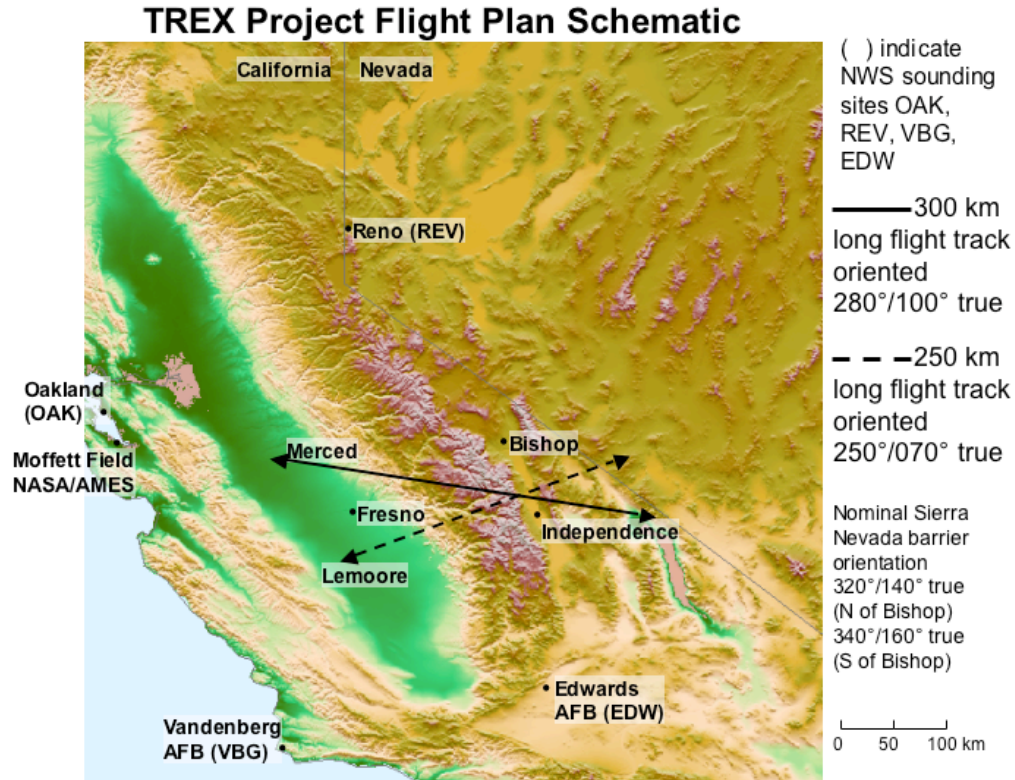 TREX Project Flight Plan Schematic
California
Nevada
Reno (REV)
Oakland
(OAK)
Moffett Field
NASA/AMES
Merced
Bishop
Fresno
Independence
Lemoore
Edwards
AFB (EDW)
Vandenberg
AFB (VBG)
( ) indicate
NWS sounding
sites OAK,
REV, VBG,
EDW
300 km
long flight track
oriented
280°/100° true
250 km
long flight track
oriented
250°/070° true
Nominal Sierra
Nevada barrier
orientation
320°/140° true
(N of Bishop)
340°/160° true
(S of Bishop)
0 50 100 km